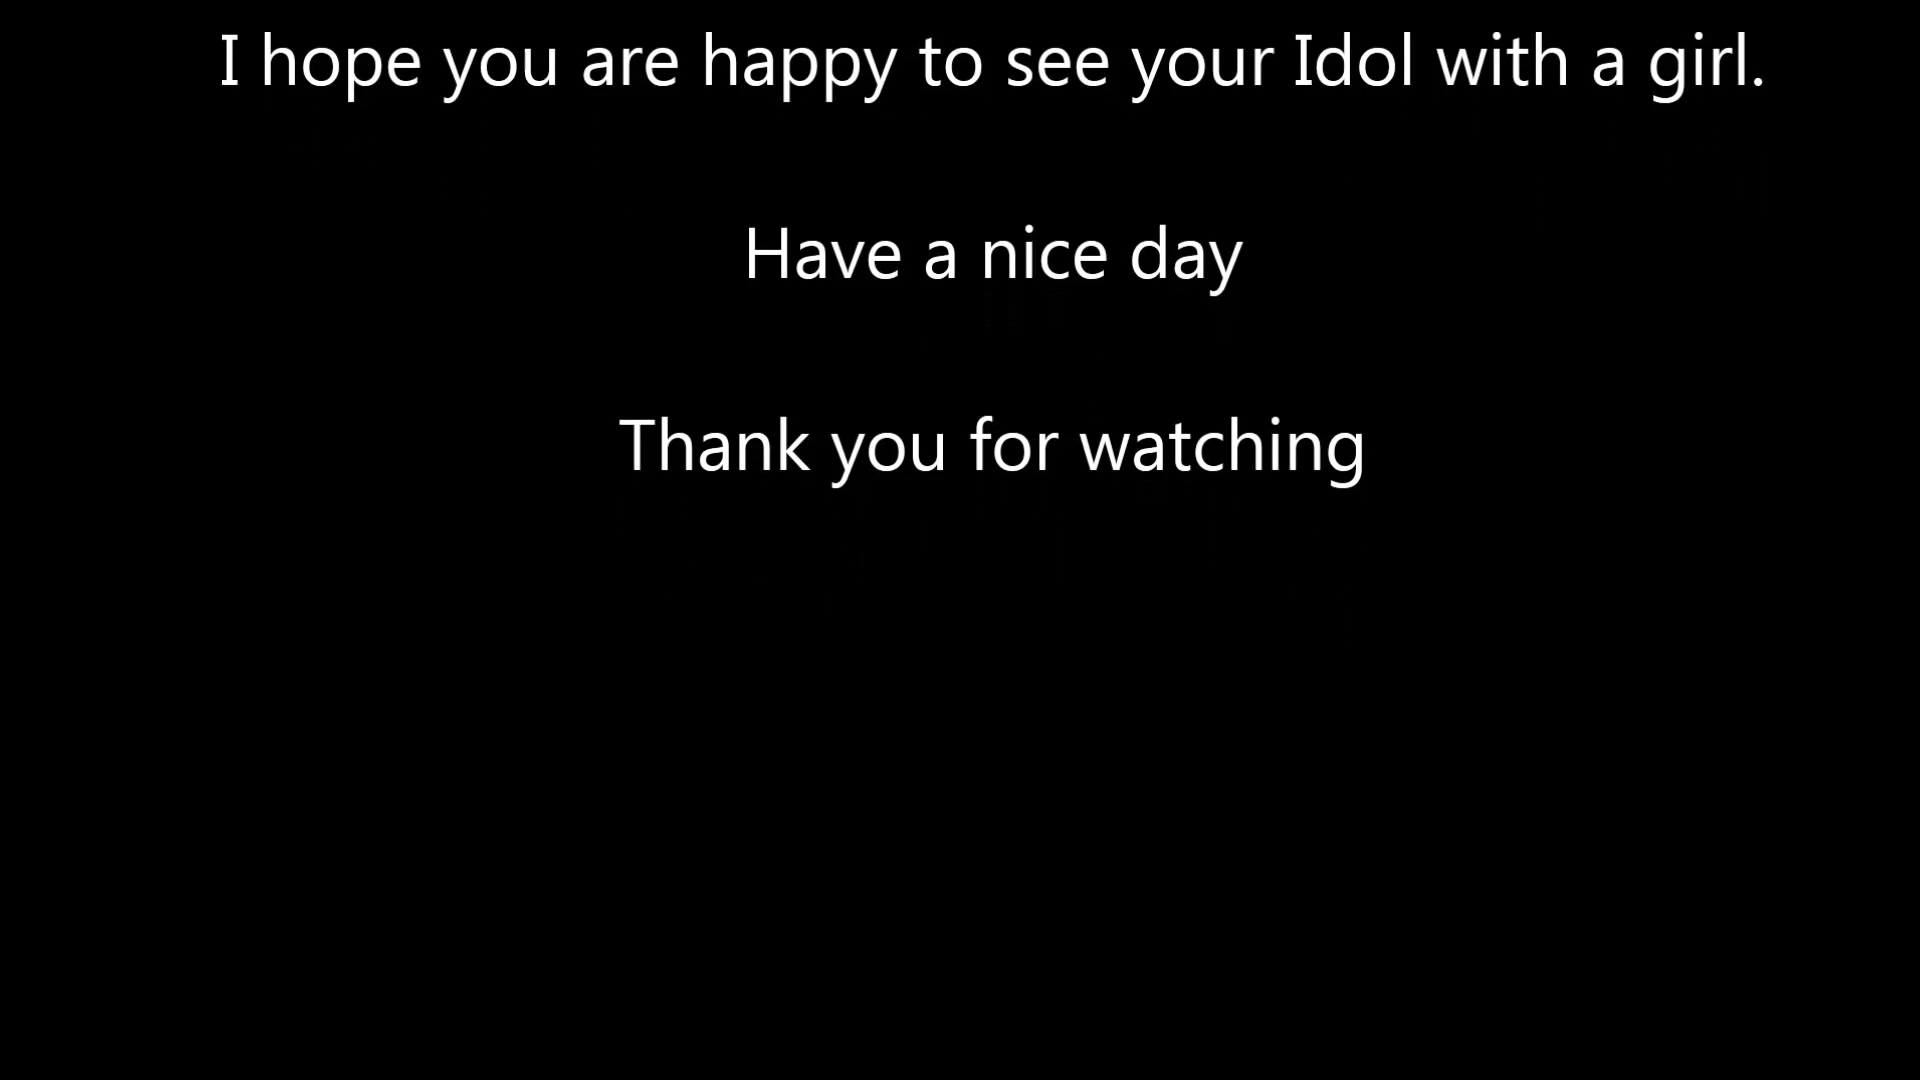 I hope you are happy to see your Idol with a girl.
Have a nice day
Thank you for watching